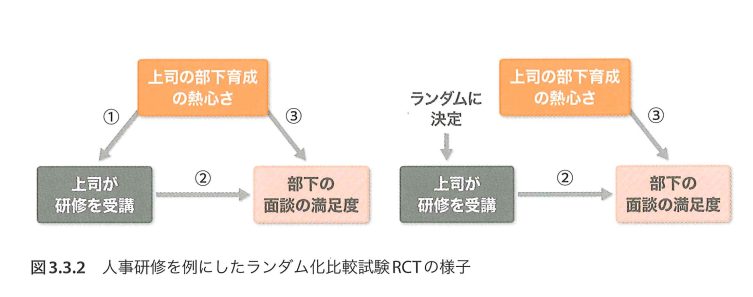 上司の部下育成
の熱心さ
①
③
上司が
研修を受講
②
部下の
面談の満足度
上司の部下育成
の熱心さ
ランダムに
決定
③
上司が
研修を受講
②
部下の
面談の満足度
図3.3.2 人事研修を例にしたランダム化比較試験RCTの様子